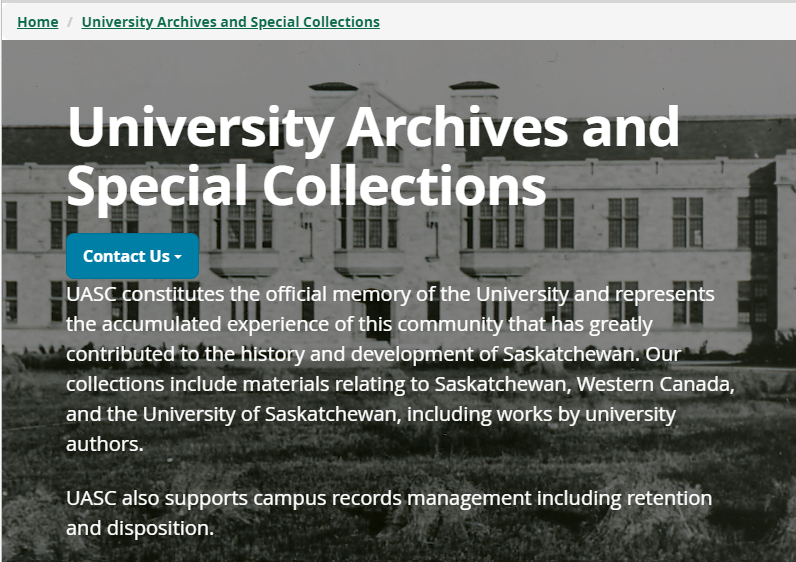 Home / University Archives and Special Collections
University Archives and
Special Collections
Contact Us
UASC constitutes the official memory of the University and represents
the accumulated experience of this community that has greatly
contributed to the history and development of Saskatchewan. Our
collections include materials relating to Saskatchewan, Western Canada,
and the University of Saskatchewan, including works by university
authors.
UASC also supports campus records management including retention
and disposition.